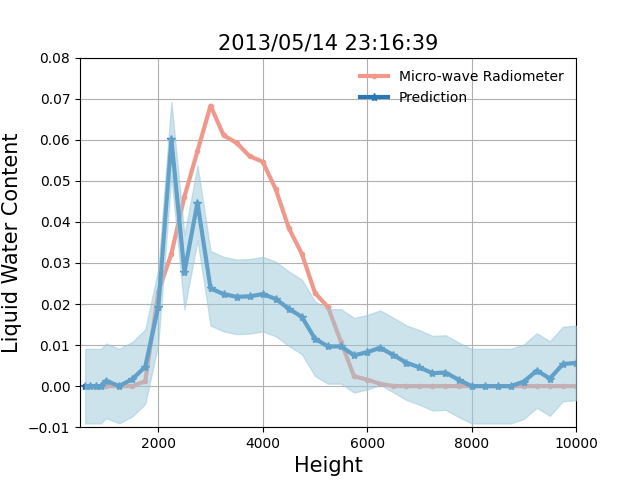 2013/05/14 23:16:39
Micro-wave Radiometer
Prediction
Liquid Water Content
0.08
0.07
0.06
0.05
0.04
0.03
0.02
0.01
0.00
−0.01
2000 4000 6000 8000 10000
Height